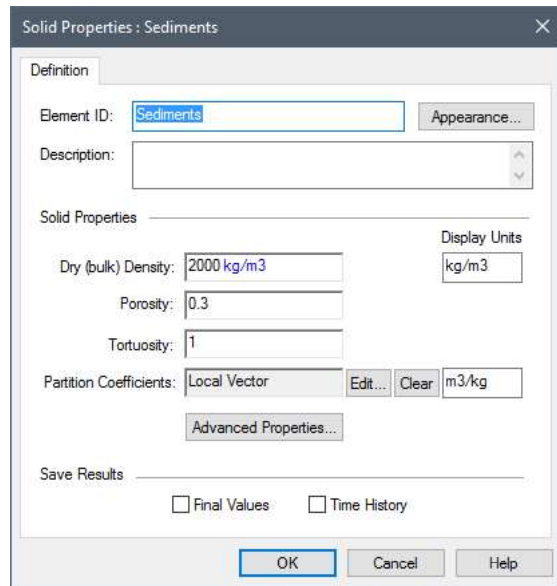 Solid Properties : Sediments
Definition
Element ID: Sediments Appearance...
Description:
Solid Properties
Display Units
Dry (bulk) Density: 2000 kg/m3 kg/m3
Porosity: 0.3
Tortuosity: 1
Partition Coefficients: Local Vector Edit... Clear m3/kg
Advanced Properties...
Save Results
Final Values Time History
OK Cancel Help